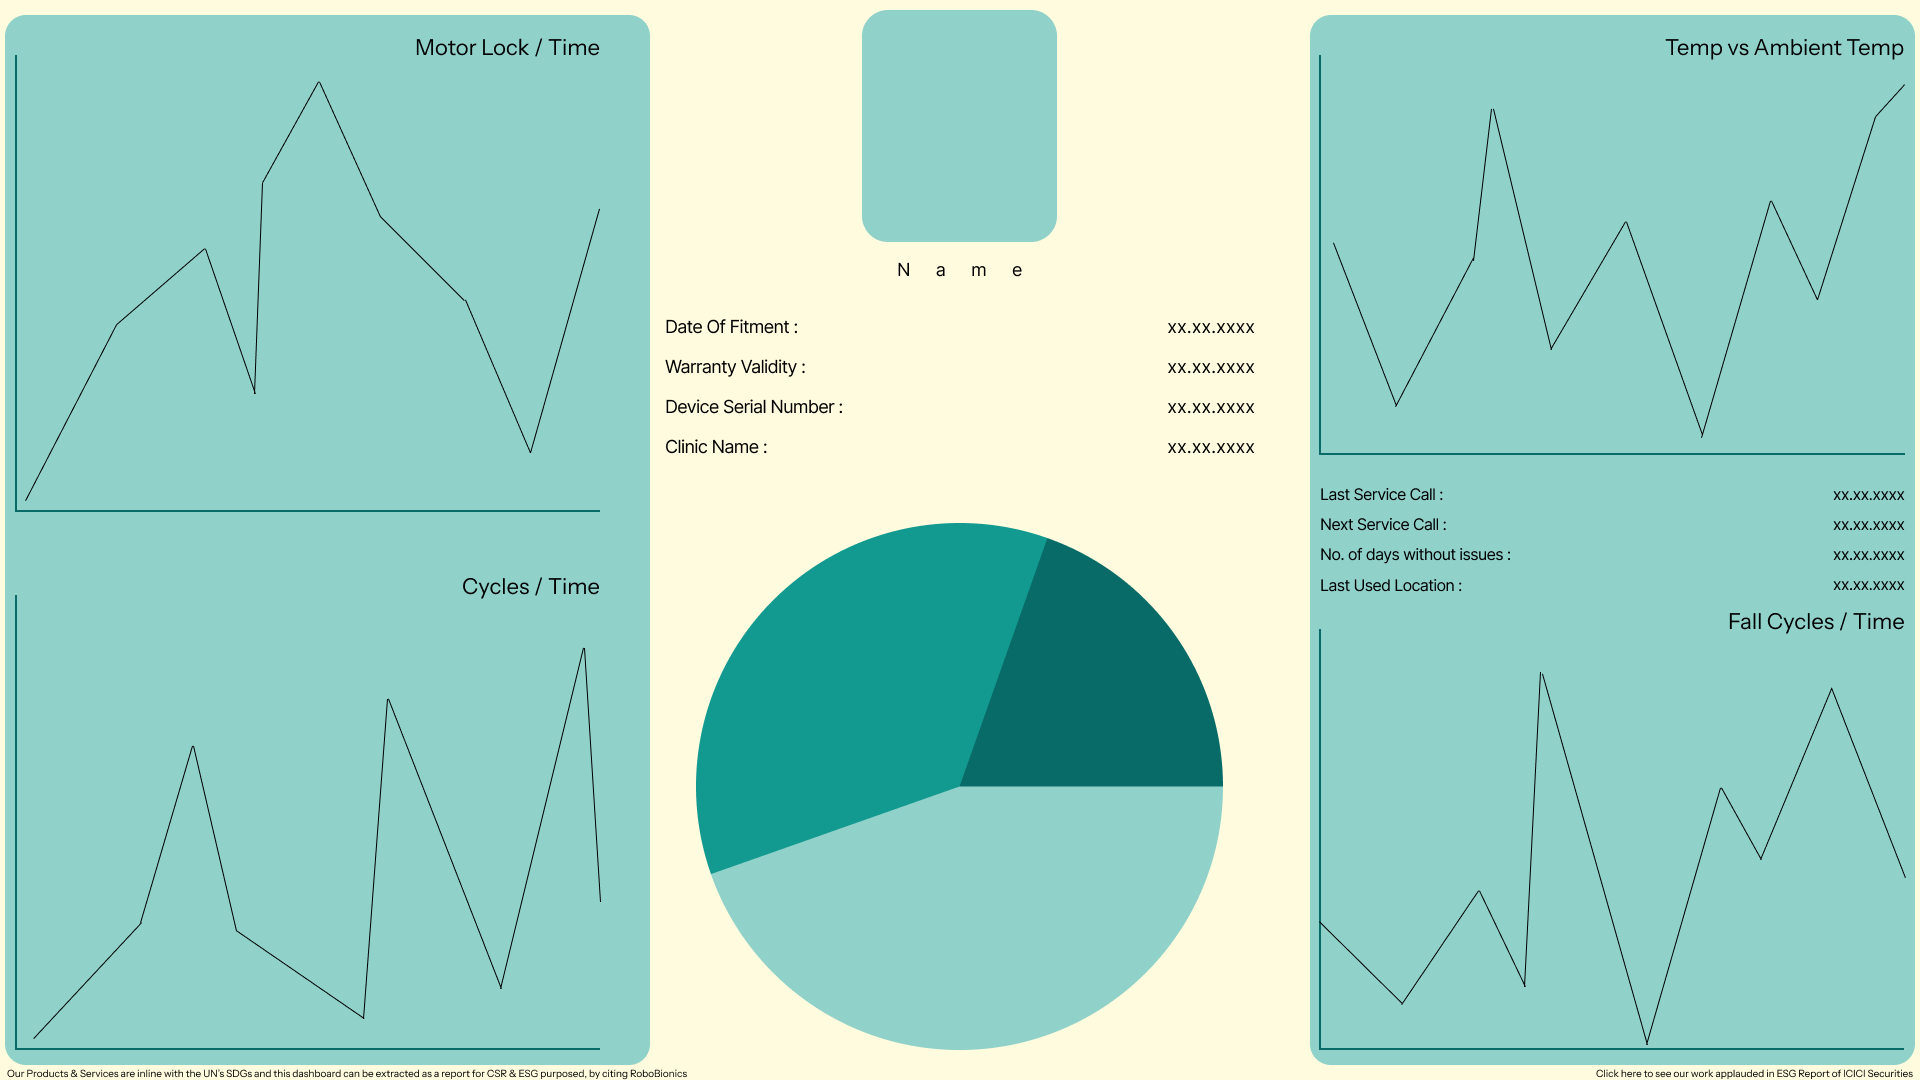 Motor Lock / Time
Cycles / Time
N a m e
Date Of Fitment : xx.xx.xxxx
Warranty Validity : xx.xx.xxxx
Device Serial Number : xx.xx.xxxx
Clinic Name : xx.xx.xxxx
Temp vs Ambient Temp
Last Service Call : xx.xx.xxxx
Next Service Call : xx.xx.xxxx
No. of days without issues : xx.xx.xxxx
Last Used Location : xx.xx.xxxx
Fall Cycles / Time
Our Products & Services are inline with the UN's SDGs and this dashboard can be extracted as a report for CSR & ESG purposed, by citing RoboBionics
Click here to see our work applauded in ESG Report of ICICI Securities